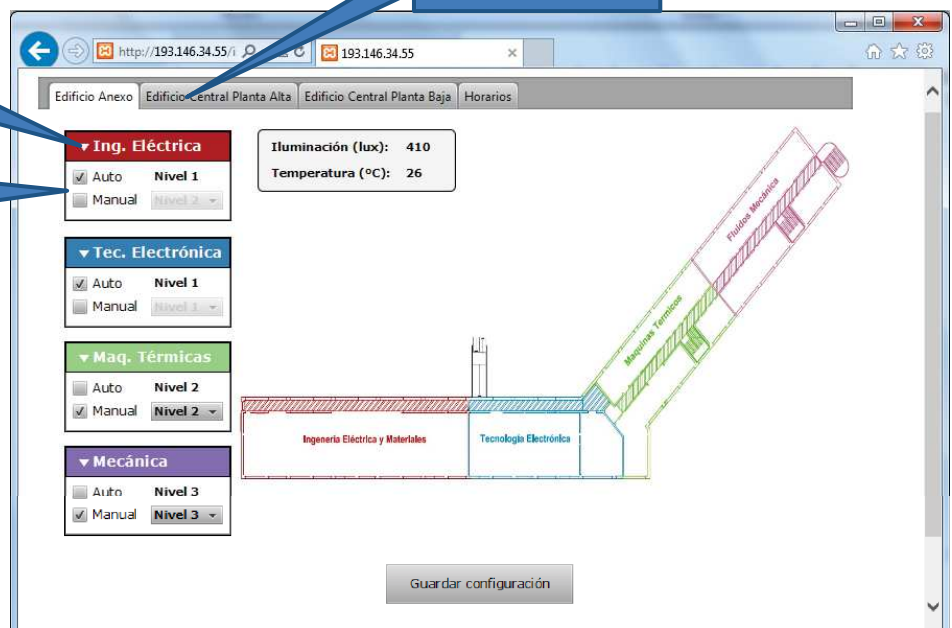 http://193.146.34.55/i
193.146.34.55
Edificio Anexo
Edificio Central Planta Alta
Edificio Central Planta Baja
Horarios
Ing. Eléctrica
Auto Nivel 1
Manual Nivel 2
Iluminación (lux): 410
Temperatura (ºC): 26
Tec. Electrónica
Auto Nivel 1
Manual Nivel 1
Maq. Térmicas
Auto Nivel 2
Manual Nivel 2
Mecánica
Auto Nivel 3
Manual Nivel 3
Fluidos Mecánica
Maquinas Termicos
Ingenería Eléctrica y Materiales
Tecnología Electrónica
Guardar configuración